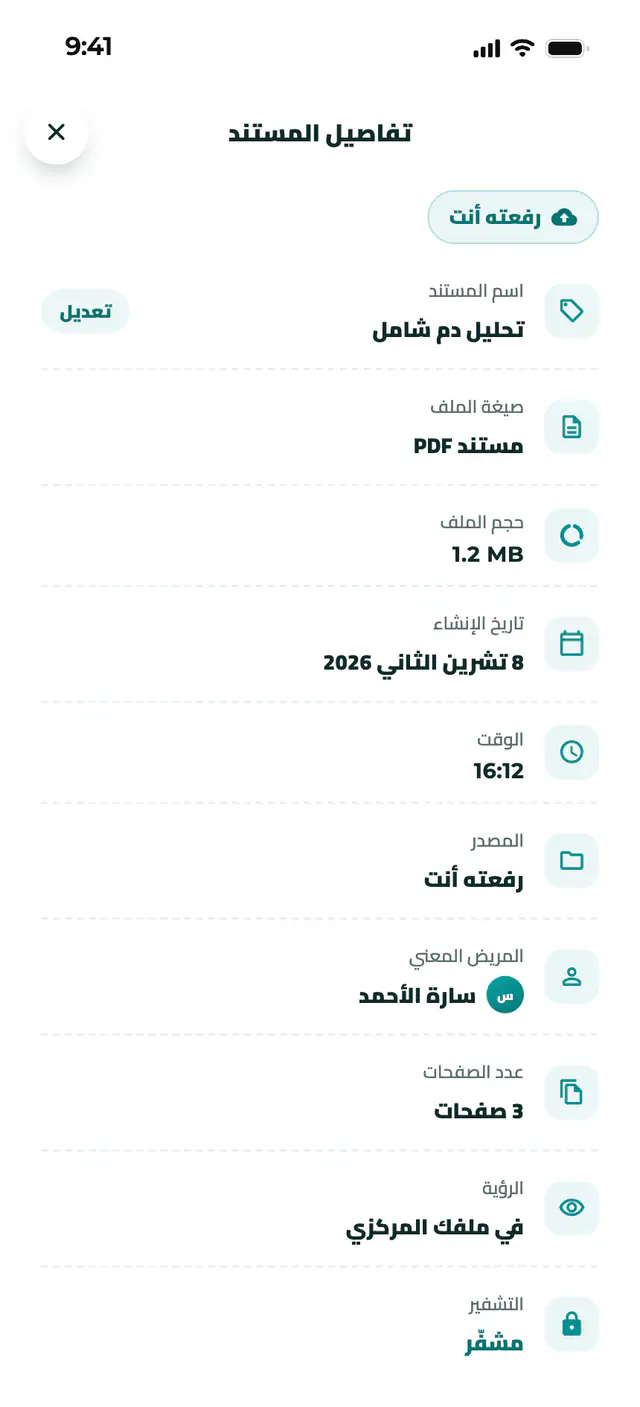 9:41
تفاصيل المستند
رفعته أنت
اسم المستند
تحليل دم شامل
تعديل
صيغة الملف
مستند PDF
حجم الملف
1.2 MB
تاريخ الإنشاء
8 تشرين الثاني 2026
الوقت
16:12
المصدر
رفعته أنت
المريض المعني
س سارة الأحمد
عدد الصفحات
3 صفحات
الرؤية
في ملفك المركزي
التشفير
مشفّر